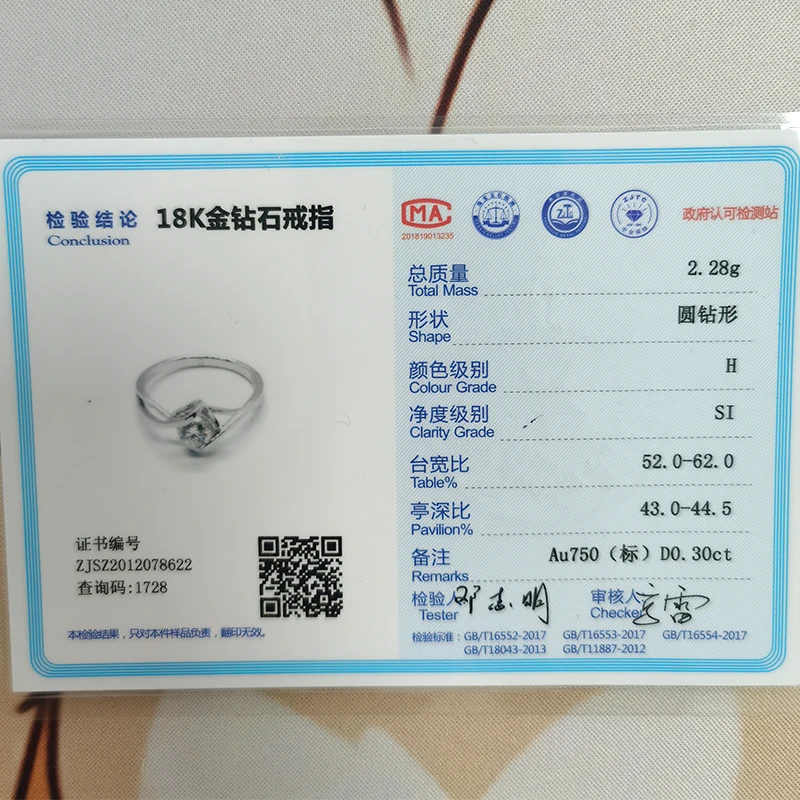 检验结论 18K金钻石戒指
Conclusion
证书编号
ZJSZ2012078622
查询码:1728
本检验结果，只对本件样品负责，翻印无效。
MA
201819013235
ZJTC
政府认可检测站
总质量 2.28g
Total Mass
形状 圆钻形
Shape
颜色级别 H
Colour Grade
净度级别 SI
Clarity Grade
台宽比 52.0-62.0
Table%
亭深比 43.0-44.5
Pavilion%
备注 Au750（标）D0.30ct
Remarks
检验人 邓志明 审核人
Tester Checker
检验标准：GB/T16552-2017 GB/T16553-2017 GB/T16554-2017
GB/T18043-2013 GB/T11887-2012